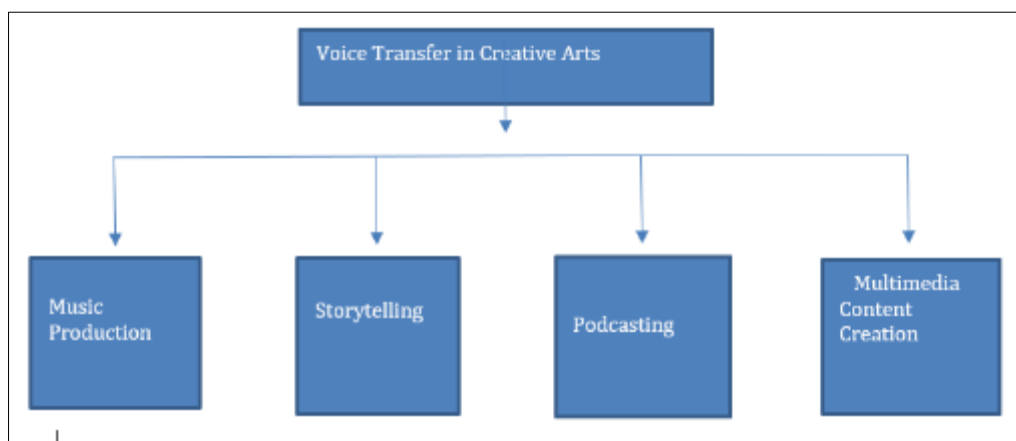 Voice Transfer in Creative Arts
Music
Production
Storytelling
Podcasting
Multimedia
Content
Creation